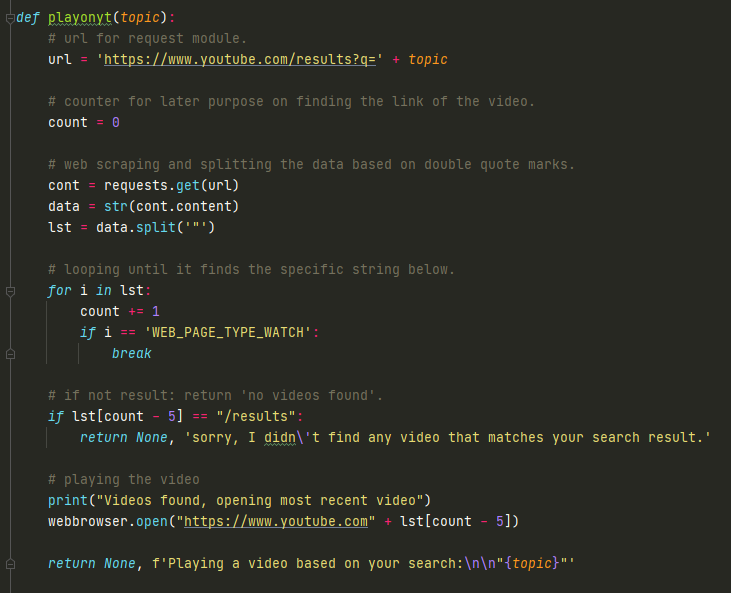 def playonyt(topic):
# url for request module.
url = 'https://www.youtube.com/results?q=' + topic
# counter for later purpose on finding the link of the video.
count = 0
# web scraping and splitting the data based on double quote marks.
cont = requests.get(url)
data = str(cont.content)
lst = data.split('"')
# looping until it finds the specific string below.
for i in lst:
count += 1
if i == 'WEB_PAGE_TYPE_WATCH':
break
# if not result: return 'no videos found'.
if lst[count - 5] == "/results":
return None, 'sorry, I didn\'t find any video that matches your search result.'
# playing the video
print("Videos found, opening most recent video")
webbrowser.open("https://www.youtube.com" + lst[count - 5])
return None, f'Playing a video based on your search:\n\n"{topic}"'